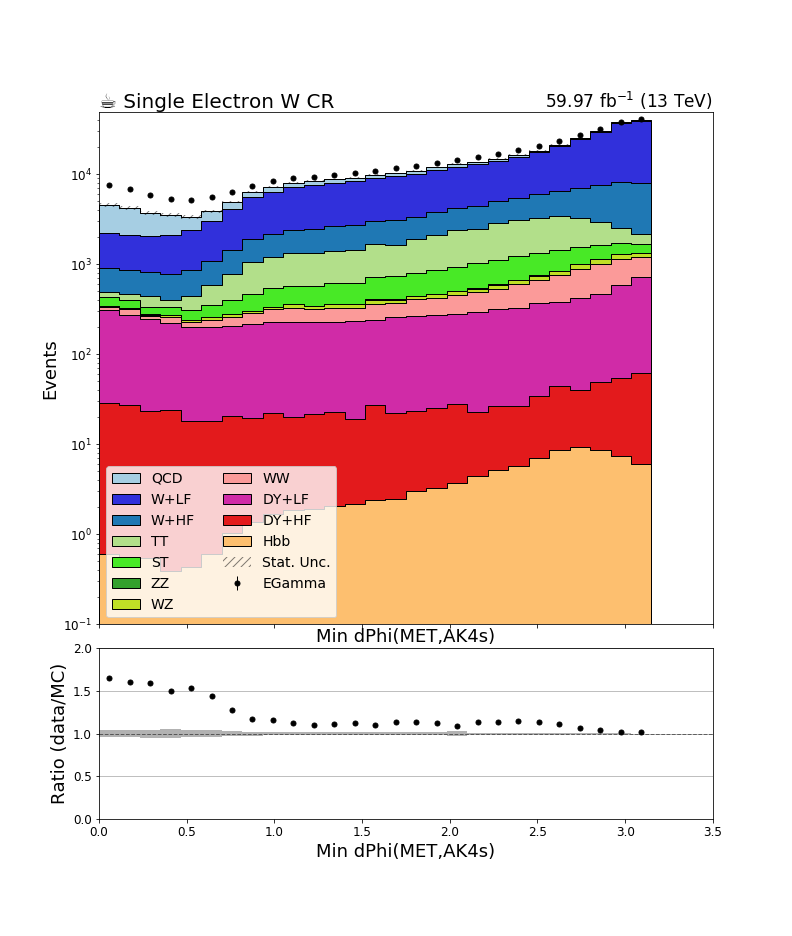 ☕ Single Electron W CR
59.97 fb⁻¹ (13 TeV)
Events
10⁴
10³
10²
10¹
10⁰
10⁻¹
QCD
W+LF
W+HF
TT
ST
ZZ
WZ
WW
DY+LF
DY+HF
Hbb
Stat. Unc.
EGamma
Min dPhi(MET,AK4s)
Ratio (data/MC)
2.0
1.5
1.0
0.5
0.0
0.0 0.5 1.0 1.5 2.0 2.5 3.0 3.5
Min dPhi(MET,AK4s)